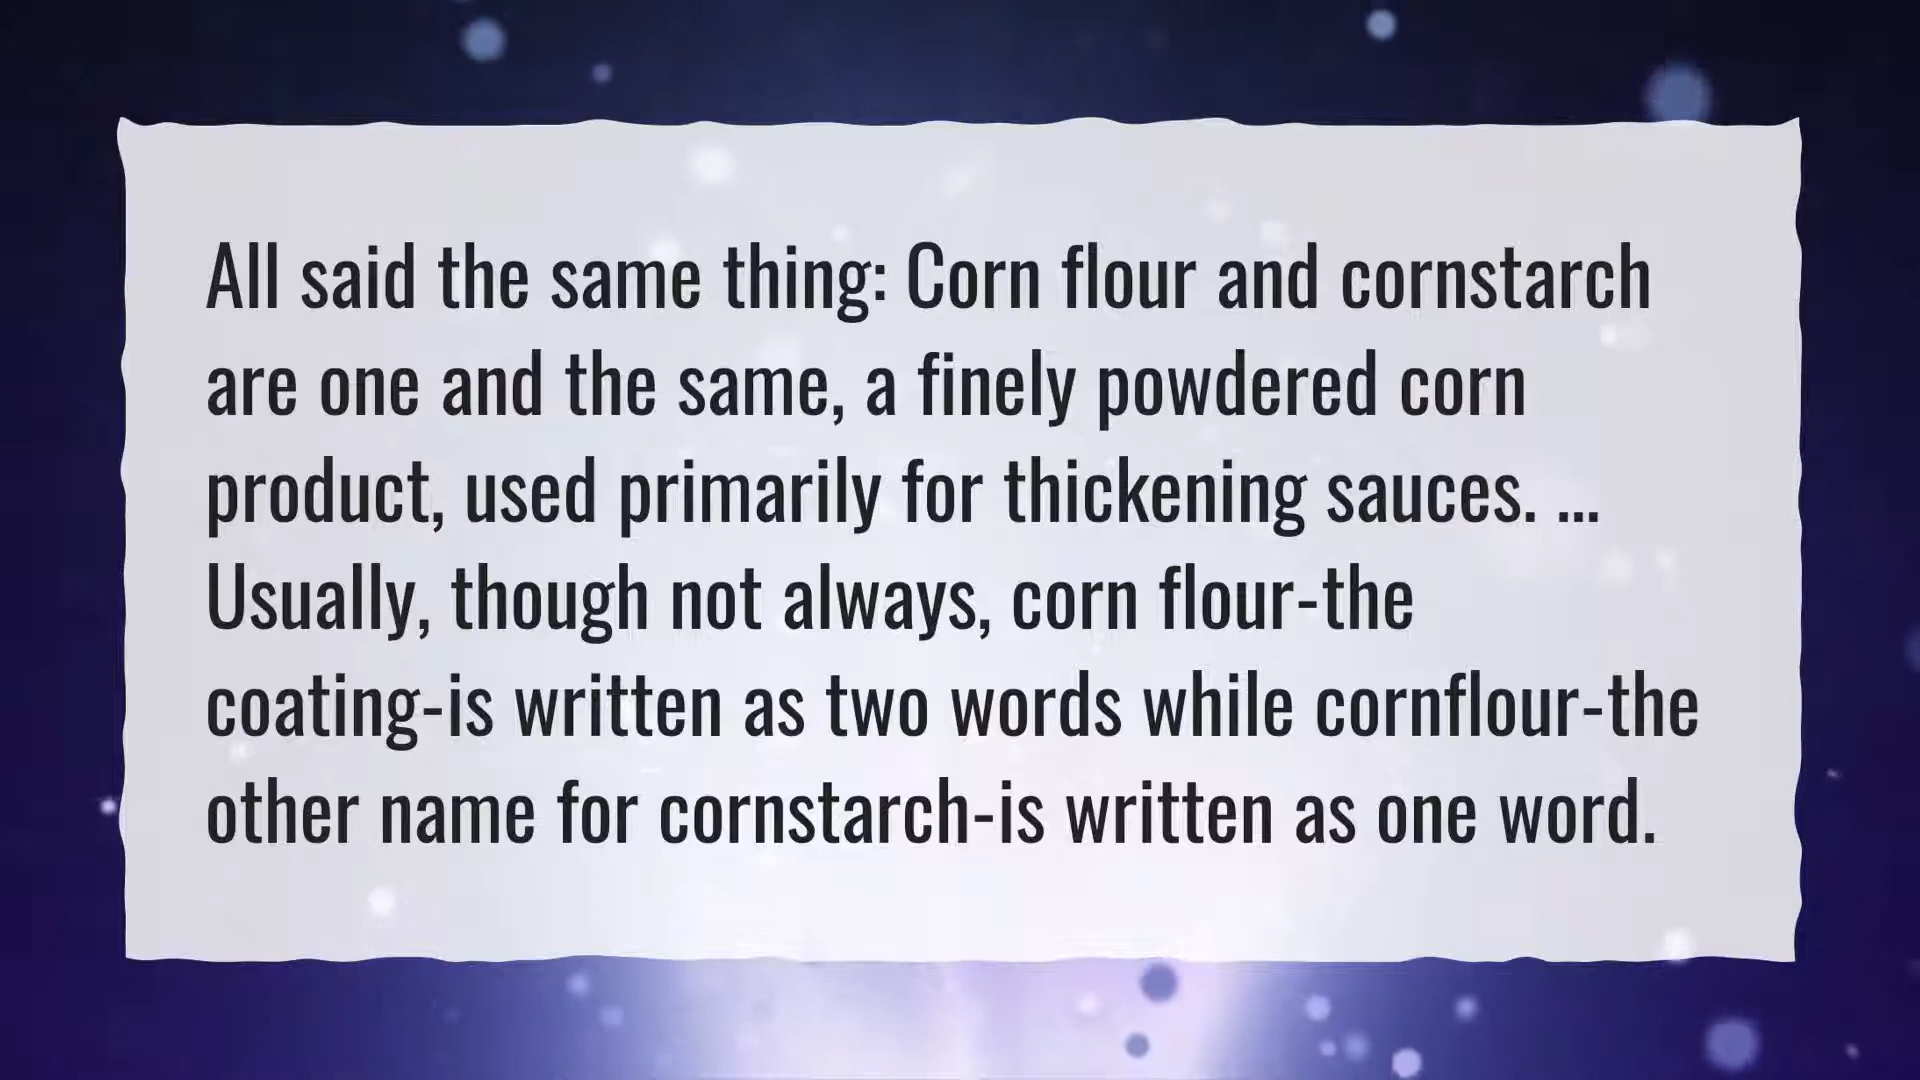 All said the same thing: Corn flour and cornstarch
are one and the same, a finely powdered corn
product, used primarily for thickening sauces. ...
Usually, though not always, corn flour-the
coating-is written as two words while cornflour-the
other name for cornstarch-is written as one word.